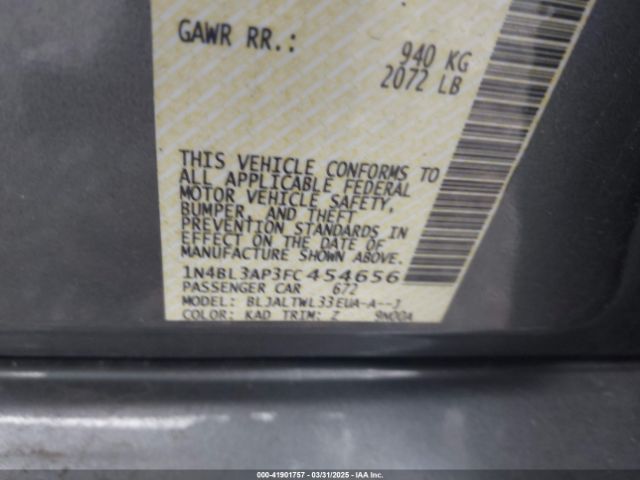 GAWR RR.:
940 KG
2072 LB
THIS VEHICLE CONFORMS TO
ALL APPLICABLE FEDERAL
MOTOR VEHICLE SAFETY,
BUMPER, AND THEFT
PREVENTION STANDARDS IN
EFFECT ON THE DATE OF
MANUFACTURE SHOWN ABOVE.
1N4BL3AP3FC454656
PASSENGER CAR 672
MODEL: BLJALTWL33EUA-A--J
COLOR: KAD TRIM: Z 9N00A
000-41901757 - 03/31/2025 - IAA Inc.